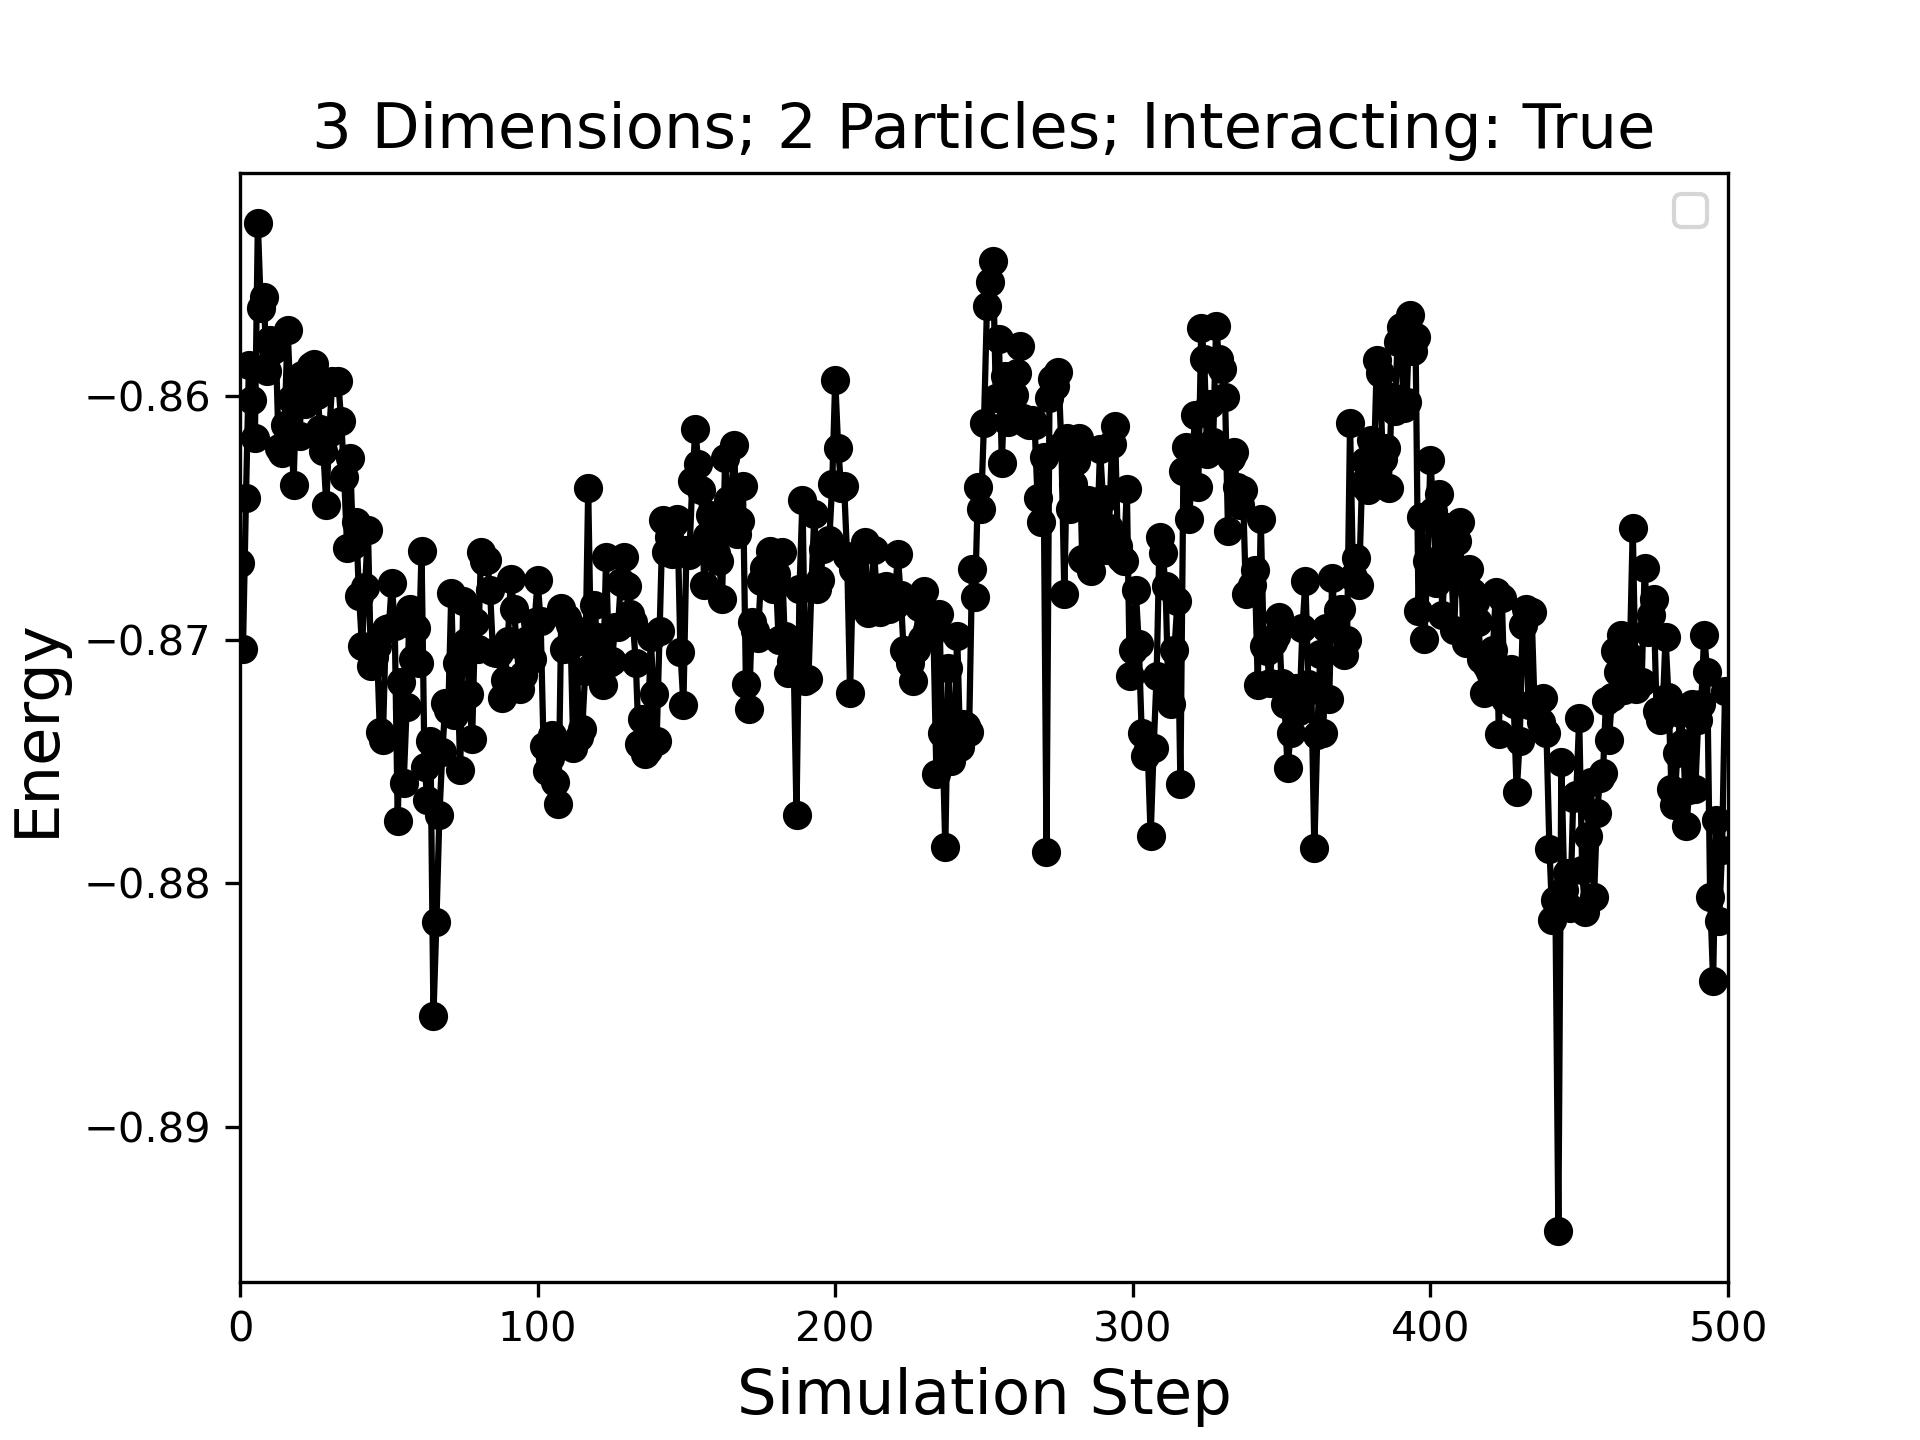 3 Dimensions; 2 Particles; Interacting: True
Energy
−0.86
−0.87
−0.88
−0.89
0 100 200 300 400 500
Simulation Step